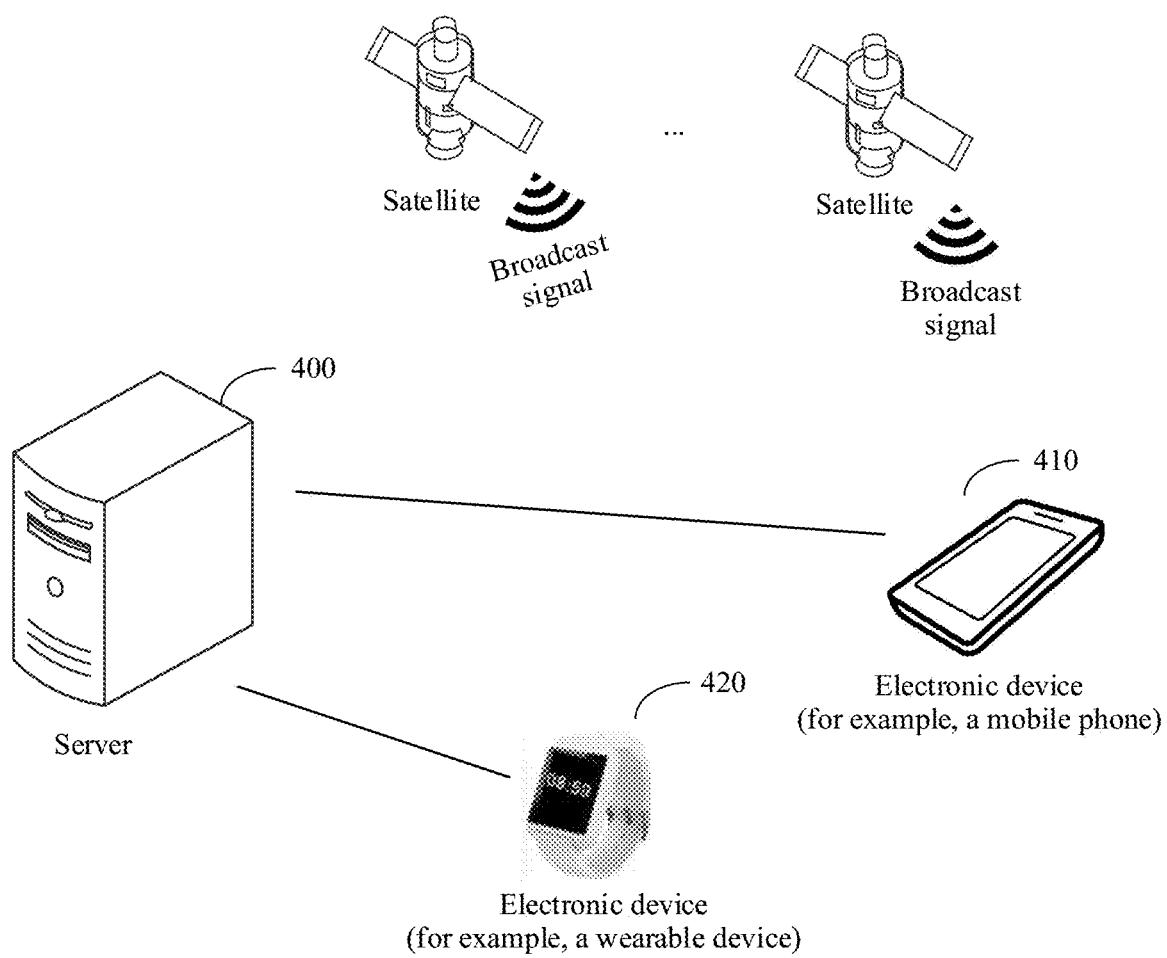 ...
Satellite
Satellite
Broadcast
signal
Broadcast
signal
400
410
420
Electronic device
(for example, a mobile phone)
Server
Electronic device
(for example, a wearable device)